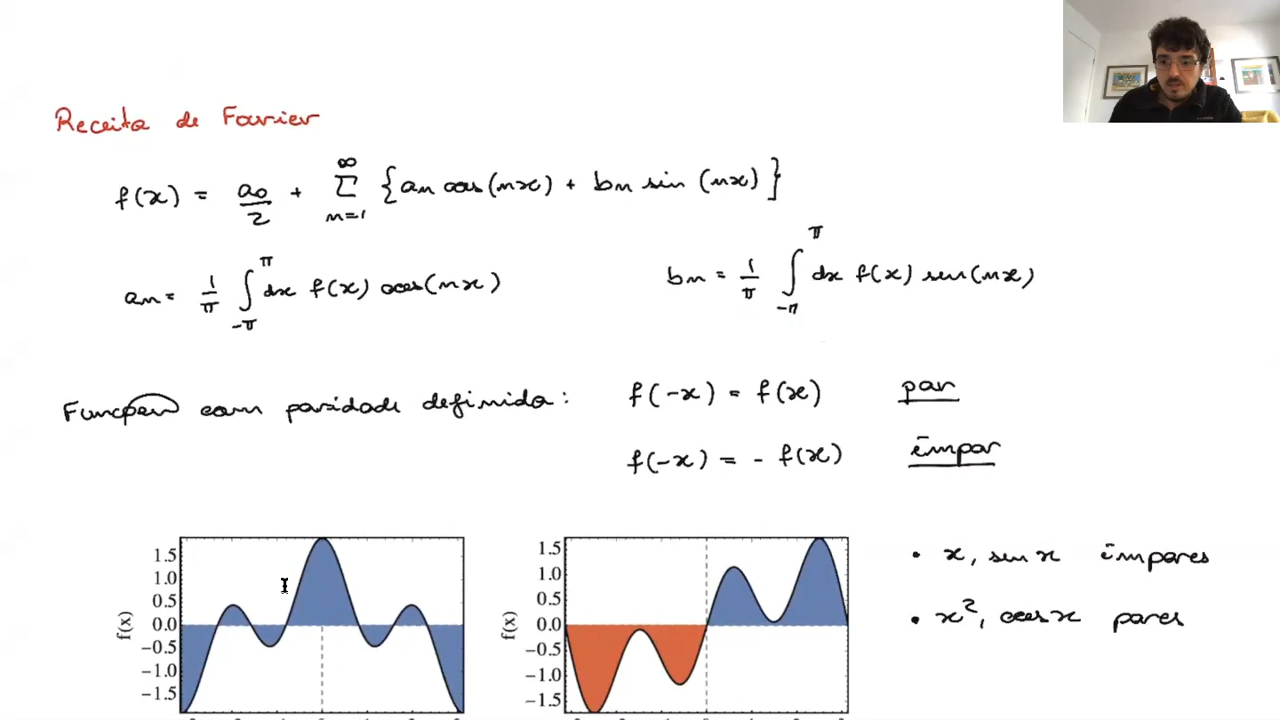 Receita de Fourier
f(x) = a₀/2 + ∑_{n=1}^{∞} {an cos(nx) + bn sin(nx)}
an = 1/π ∫_{-π}^{π} dx f(x) cos(nx)
bn = 1/π ∫_{-π}^{π} dx f(x) sen(nx)
Funções com paridade definida:
f(-x) = f(x) par
f(-x) = - f(x) ímpar
f(x)
1.5
1.0
0.5
0.0
-0.5
-1.0
-1.5
f(x)
1.5
1.0
0.5
0.0
-0.5
-1.0
-1.5
• x, sen x ímpares
• x², cos x pares